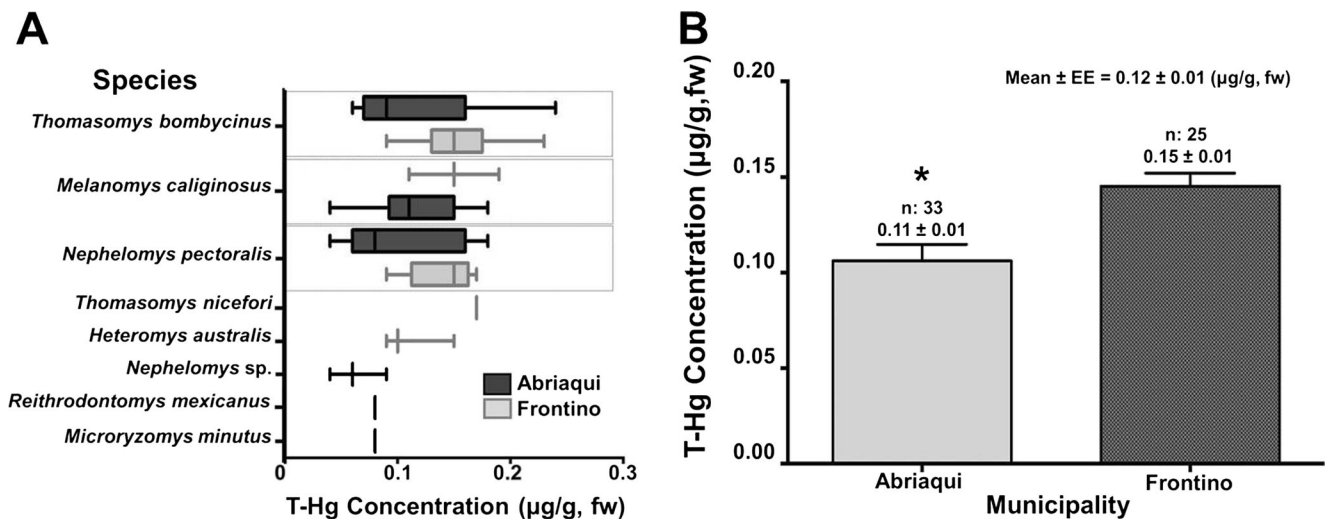 A
Species
Thomasomys bombycinus
Melanomys caliginosus
Nephelomys pectoralis
Thomasomys nicefori
Heteromys australis
Nephelomys sp.
Reithrodontomys mexicanus
Microryzomys minutus
Abriaqui
Frontino
0
0.1
0.2
0.3
T-Hg Concentration (µg/g, fw)
B
Mean ± EE = 0.12 ± 0.01 (µg/g, fw)
T-Hg Concentration (µg/g,fw)
0.20
0.15
0.10
0.05
0.00
*
n: 33
0.11 ± 0.01
n: 25
0.15 ± 0.01
Abriaqui
Frontino
Municipality